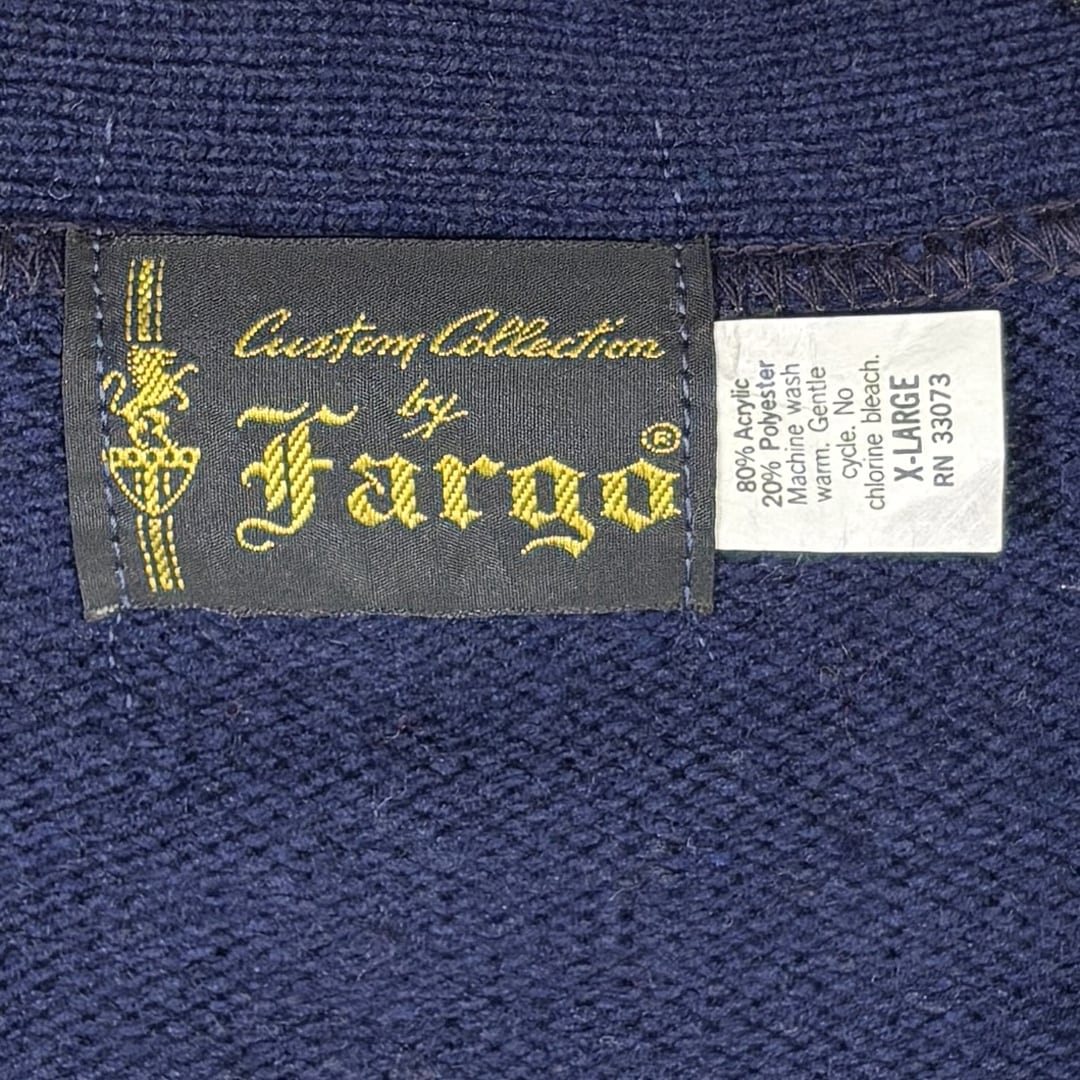 Custom Collection
by
Fargo®
80% Acrylic
20% Polyester
Machine wash
warm. Gentle
cycle. No
chlorine bleach.
X-LARGE
RN 33073